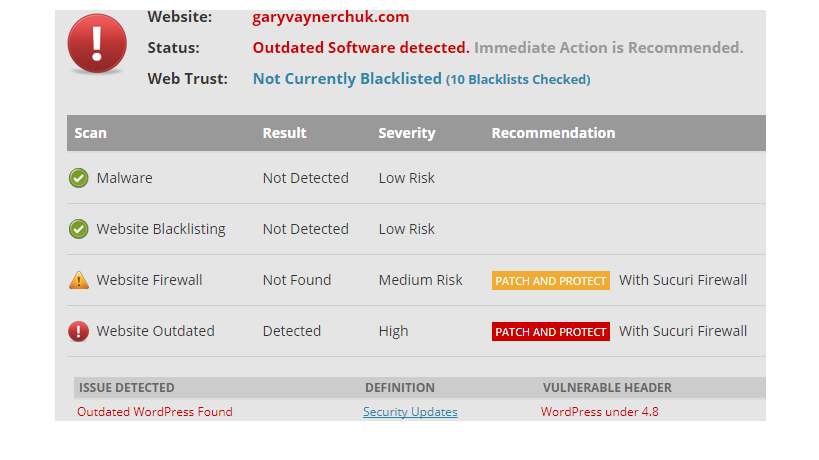 Website: garyvaynerchuk.com
Status: Outdated Software detected. Immediate Action is Recommended.
Web Trust: Not Currently Blacklisted (10 Blacklists Checked)
Scan Result Severity Recommendation
Malware Not Detected Low Risk
Website Blacklisting Not Detected Low Risk
Website Firewall Not Found Medium Risk PATCH AND PROTECT With Sucuri Firewall
Website Outdated Detected High PATCH AND PROTECT With Sucuri Firewall
ISSUE DETECTED DEFINITION VULNERABLE HEADER
Outdated WordPress Found Security Updates WordPress under 4.8